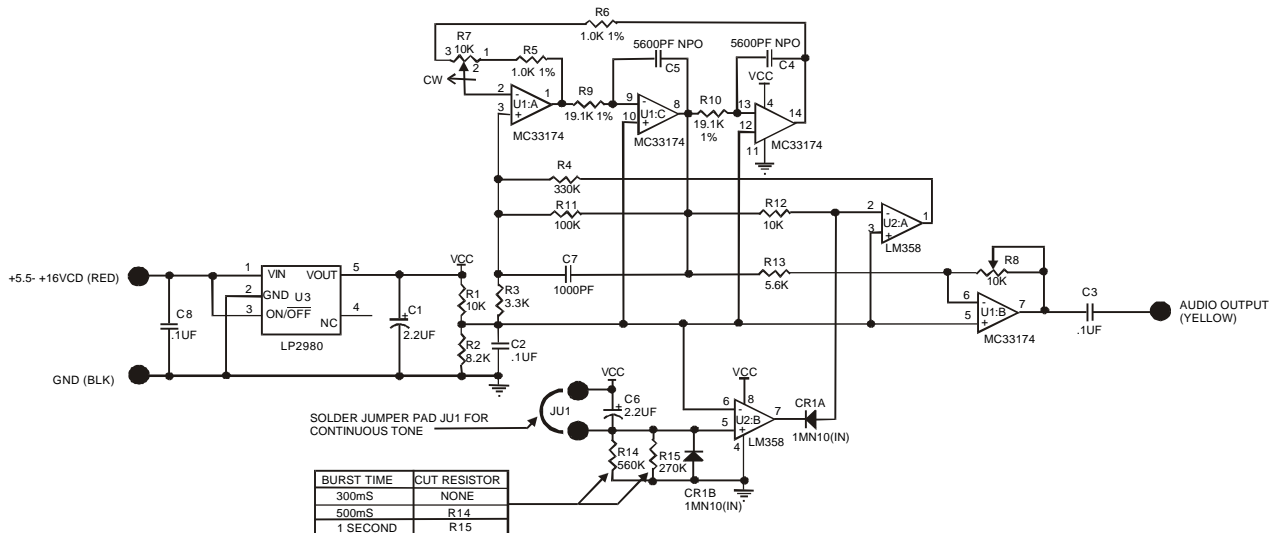 R6
1.0K 1%
R7
10K
3
1
2
CW
R5
1.0K 1%
5600PF NPO
C5
5600PF NPO
C4
VCC
2
-
1
U1:A
3
+
MC33174
R9
19.1K 1%
9
-
8
U1:C
10
+
MC33174
R10
19.1K
1%
13
4
14
12
11
MC33174
R4
330K
R11
100K
R12
10K
2
-
1
U2:A
3
+
LM358
C7
1000PF
R13
5.6K
R8
10K
6
-
7
5
+
U1:B
MC33174
C3
.1UF
AUDIO OUTPUT
(YELLOW)
+5.5- +16VCD (RED)
C8
.1UF
GND (BLK)
1
VIN
VOUT
5
2
GND
U3
3
ON/OFF
4
NC
LP2980
+
C1
2.2UF
VCC
R1
10K
R2
8.2K
R3
3.3K
C2
.1UF
SOLDER JUMPER PAD JU1 FOR
CONTINUOUS TONE
JU1
VCC
C6
+
2.2UF
R14
560K
R15
270K
CR1B
1MN10(IN)
VCC
6
-
8
7
U2:B
5
+
4
LM358
CR1A
1MN10(IN)
BURST TIME CUT RESISTOR
300mS NONE
500mS R14
1 SECOND R15